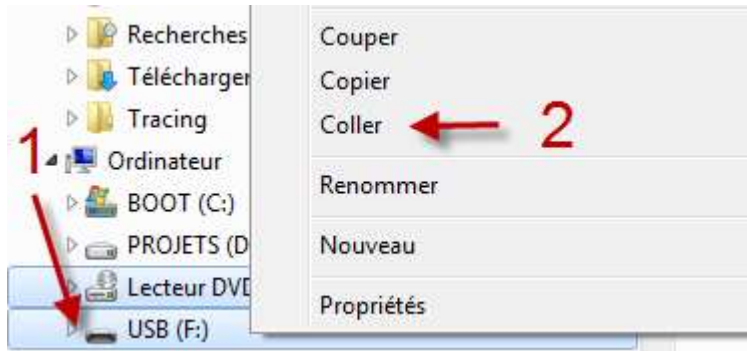 Recherches
Télécharger
Tracing
Ordinateur
BOOT (C:)
PROJETS (D
Lecteur DVD
USB (F:)
Couper
Copier
Coller
Renommer
Nouveau
Propriétés
1
2